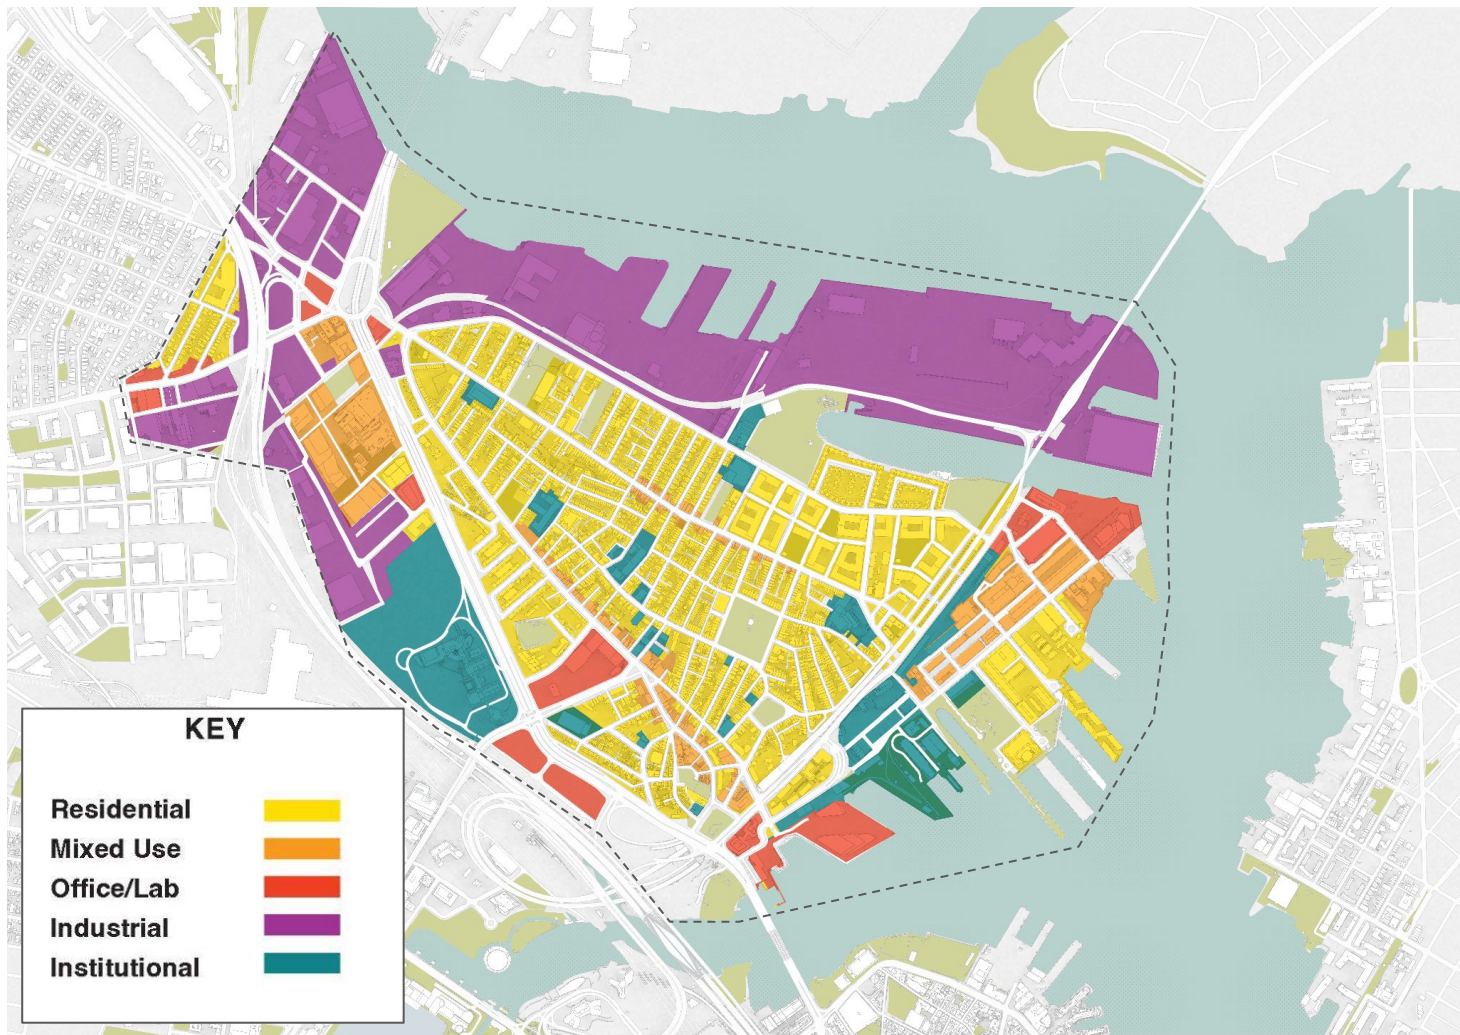 KEY
Residential
Mixed Use
Office/Lab
Industrial
Institutional